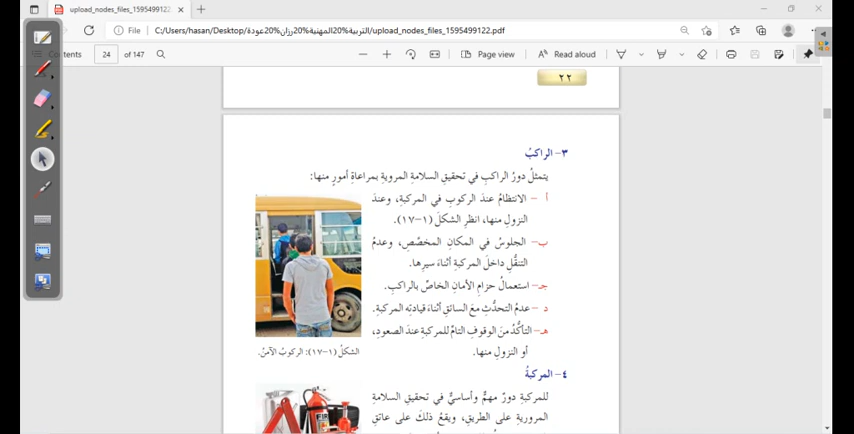 upload_nodes_files_1595499122.p
File
C:/Users/hasan/Desktop/التربية%20المهنية%20رزان%20عودة/upload_nodes_files_1595499122.pdf
Contents
24
of 147
Page view
Read aloud
٢٢
٣- الراكبُ
يتمثلُ دورُ الراكبِ في تحقيقِ السلامةِ المروريةِ بمراعاةِ أمورٍ منها:
أ - الانتظامُ عندَ الركوبِ في المركبةِ، وعندَ
النزولِ منها، انظرِ الشكلَ (١-١٧).
ب- الجلوسُ في المكانِ المخصّصِ، وعدمُ
التنقُّلِ داخلَ المركبةِ أثناءَ سيرِها.
جـ- استعمالُ حزامِ الأمانِ الخاصِّ بالراكبِ.
د - عدمُ التحدُّثِ معَ السائقِ أثناءَ قيادتِه المركبةِ.
هـ- التأكُّدُ منَ الوقوفِ التامِّ للمركبةِ عندَ الصعودِ،
أو النزولِ منها.
الشكلُ (١-١٧): الركوبُ الآمنُ.
٤- المركبةُ
للمركبةِ دورٌ مهمٌّ وأساسيٌّ في تحقيقِ السلامةِ
المروريةِ على الطريقِ، ويقعُ ذلكَ على عاتقِ